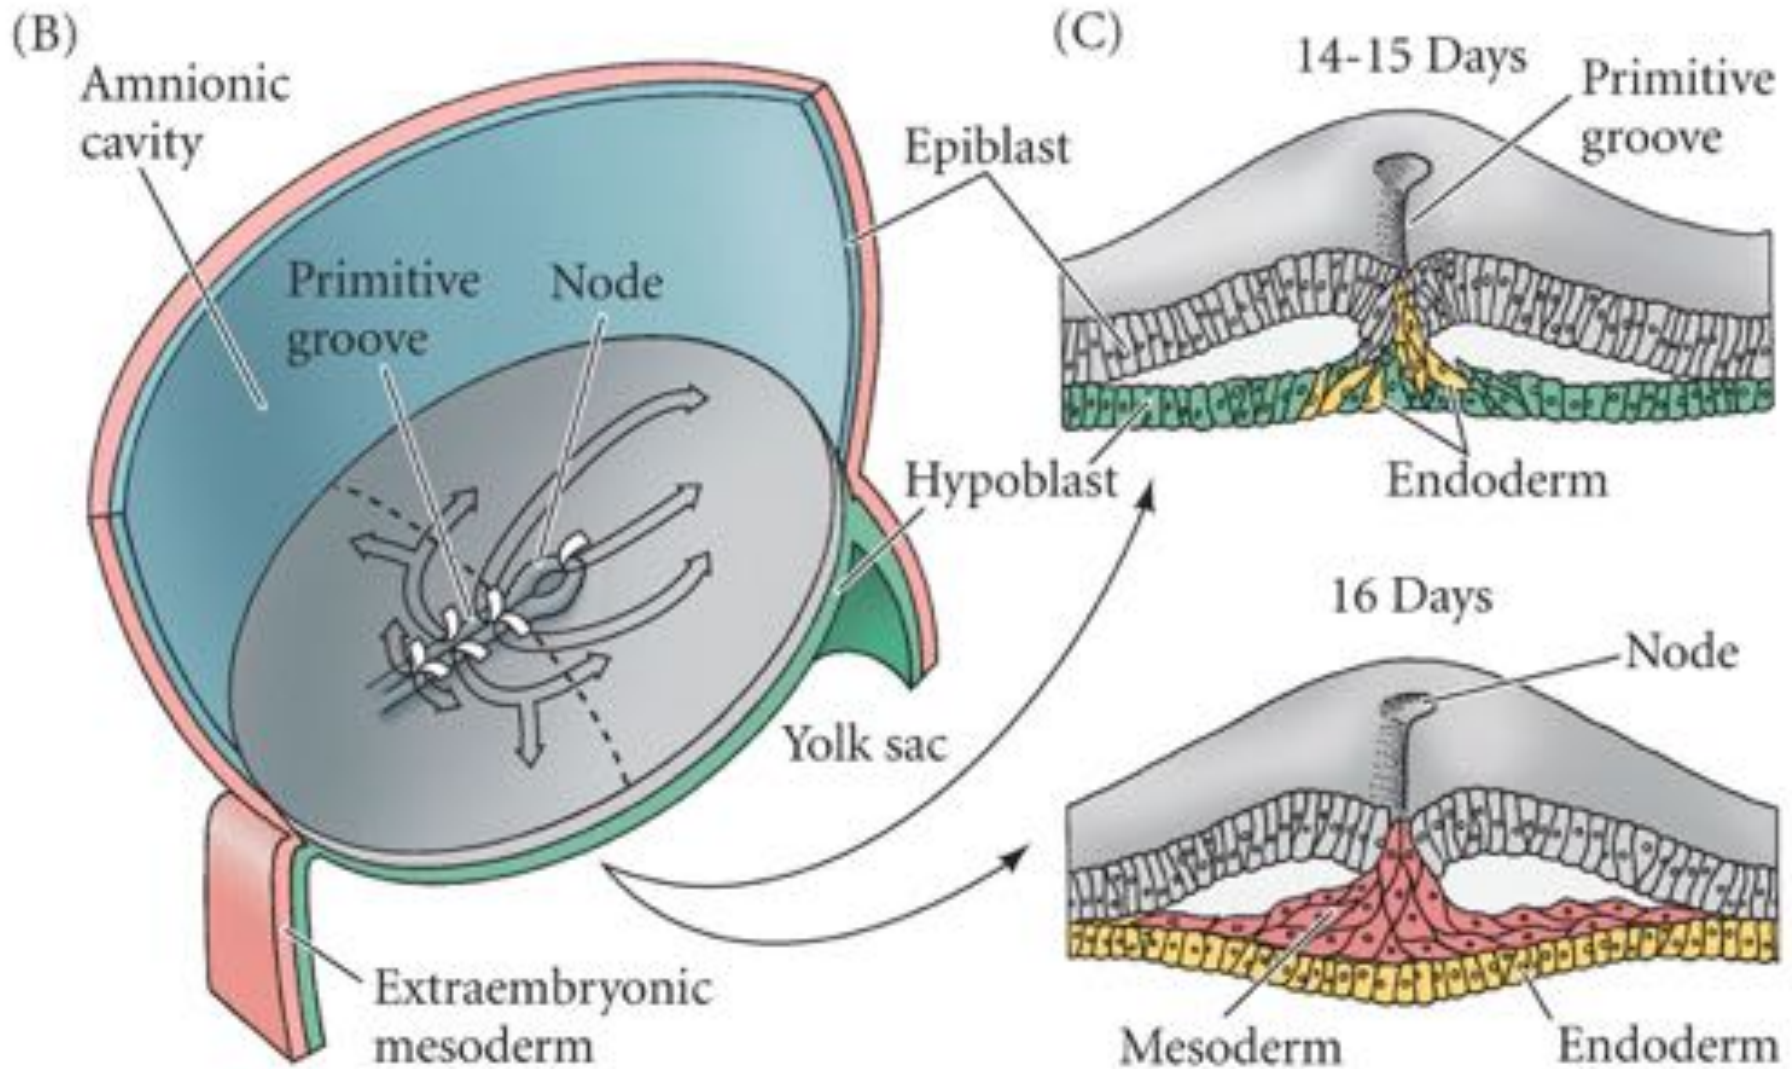 (B)
Amnionic
cavity
Primitive
groove
Node
Epiblast
Hypoblast
Yolk sac
Extraembryonic
mesoderm
(C)
14-15 Days
Primitive
groove
Endoderm
16 Days
Node
Mesoderm
Endoderm